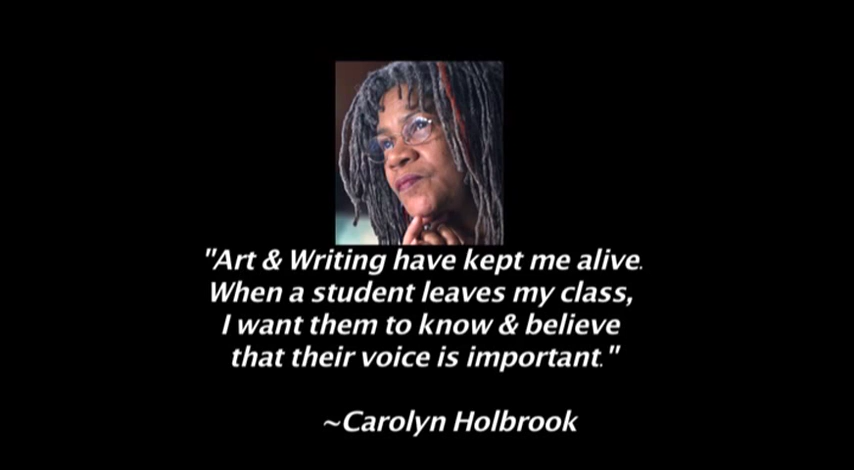 "Art & Writing have kept me alive.
When a student leaves my class,
I want them to know & believe
that their voice is important."
~Carolyn Holbrook